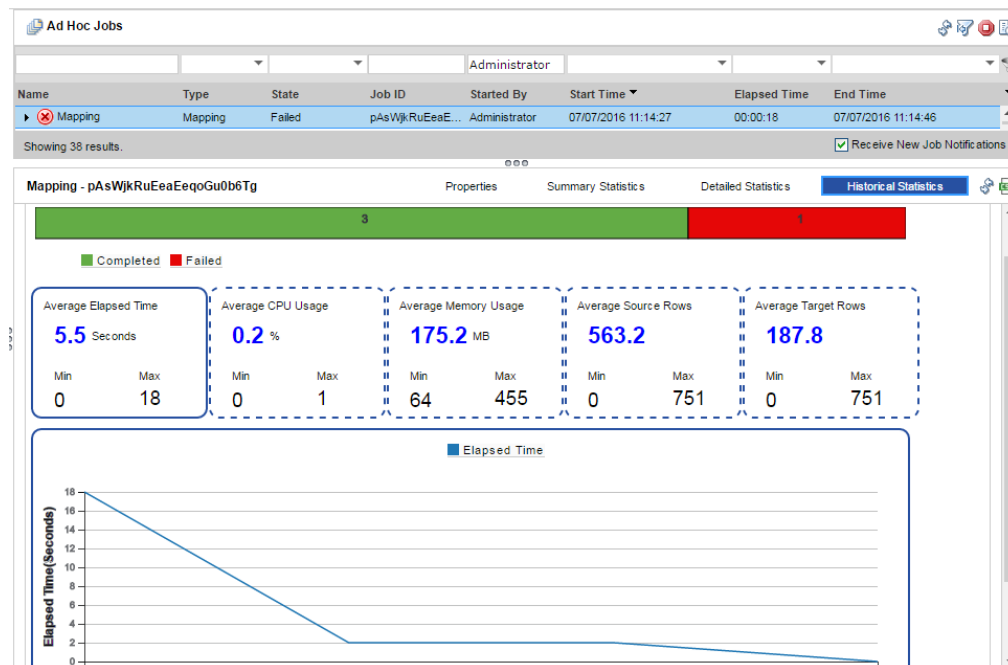 Ad Hoc Jobs
Administrator
Name Type State Job ID Started By Start Time Elapsed Time End Time
Mapping Mapping Failed pAsWjkRuEeaE... Administrator 07/07/2016 11:14:27 00:00:18 07/07/2016 11:14:46
Showing 38 results. Receive New Job Notifications
Mapping - pAsWjkRuEeaEeqoGu0b6Tg Properties Summary Statistics Detailed Statistics Historical Statistics
3 1
Completed Failed
Average Elapsed Time Average CPU Usage Average Memory Usage Average Source Rows Average Target Rows
5.5 Seconds 0.2 % 175.2 MB 563.2 187.8
Min Max Min Max Min Max Min Max Min Max
0 18 0 1 64 455 0 751 0 751
Elapsed Time
Elapsed Time(Seconds)
18
16
14
12
10
8
6
4
2
0